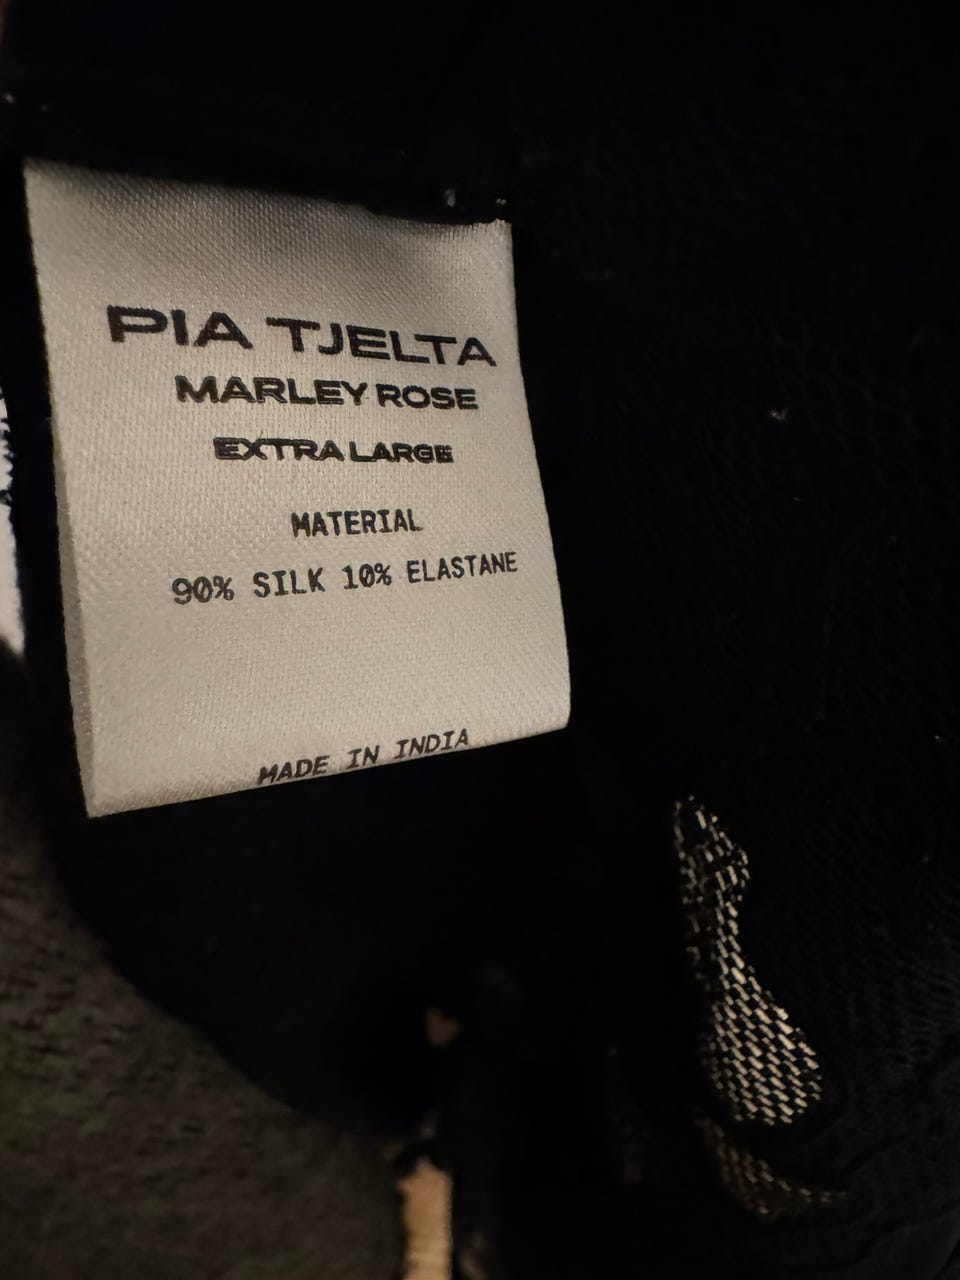 PIA TJELTA
MARLEY ROSE
EXTRA LARGE
MATERIAL
90% SILK 10% ELASTANE
MADE IN INDIA